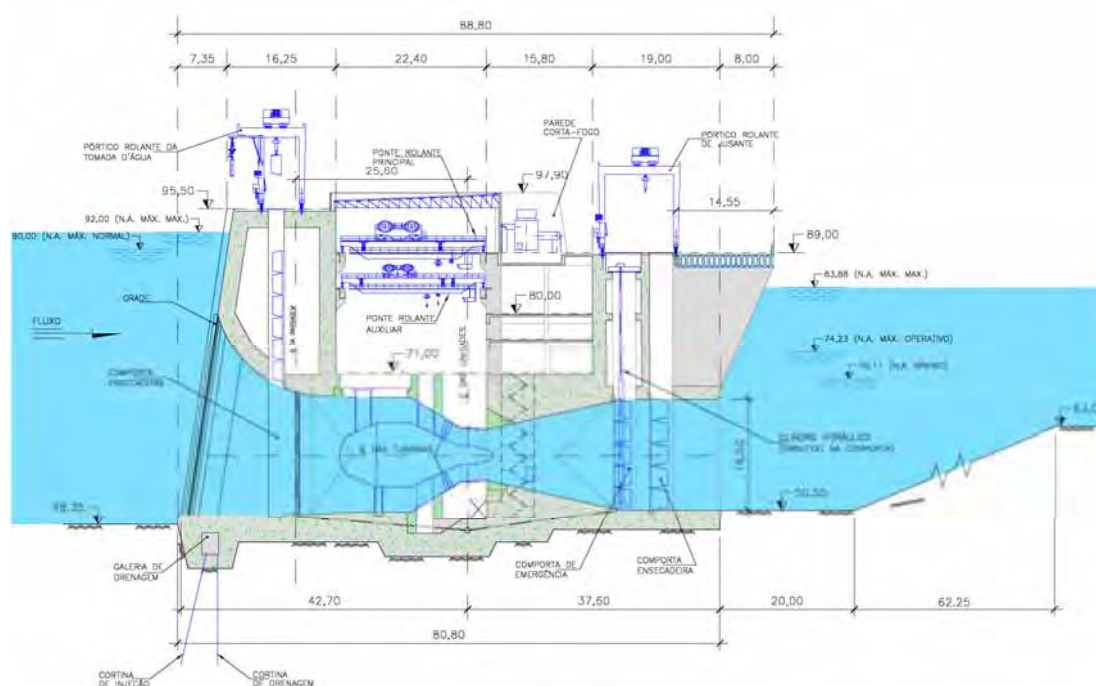 88,80
7,35
16,25
22,40
15,80
19,00
8,00
PÓRTICO ROLANTE DA
TOMADA D'ÁGUA
PONTE ROLANTE
PRINCIPAL
PAREDE
CORTA-FOGO
PÓRTICO ROLANTE
DE JUSANTE
25,60
97,90
95,50
14,55
92,00 (N.A. MÁX. MAX.)
90,00 (N.A. MÁX. NORMAL)
89,00
83,88 (N.A. MÁX. MAX.)
GRADE
80,00
PONTE ROLANTE
AUXILIAR
FLUXO
74,23 (N.A. MÁX. OPERATIVO)
71,00
COMPORTA
ENSECADEIRA
DAS TURBINAS
CILINDRO HIDRÁULICO
50,50
GALERIA DE
DRENAGEM
COMPORTA DE
EMERGÊNCIA
COMPORTA
ENSECADEIRA
42,70
37,60
20,00
62,25
80,80
CORTINA
DE INJEÇÃO
CORTINA
DE DRENAGEM